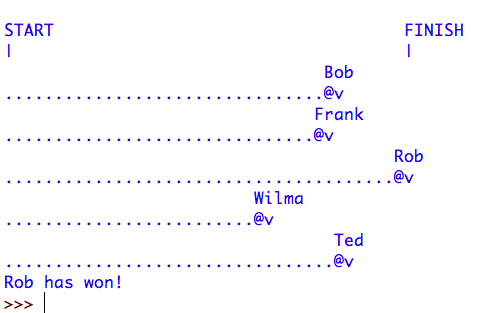 START                                   FINISH
|                                       |
                                Bob
................................@v
                               Frank
...............................@v
                                       Rob
.......................................@v
                         Wilma
.........................@v
                                 Ted
.................................@v
Rob has won!
>>>